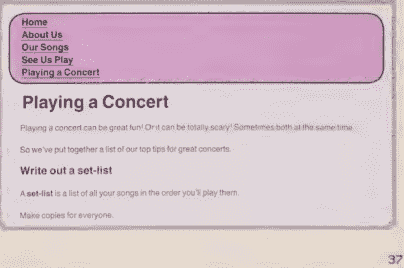 Home
About Us
Our Songs
See Us Play
Playing a Concert
Playing a Concert
Playing a concert can be great fun! Or it can be totally scary! Sometimes both at the same time.
So we've put together a list of our top tips for great concerts.
Write out a set-list
A set-list is a list of all your songs in the order you'll play them.
Make copies for everyone.
37